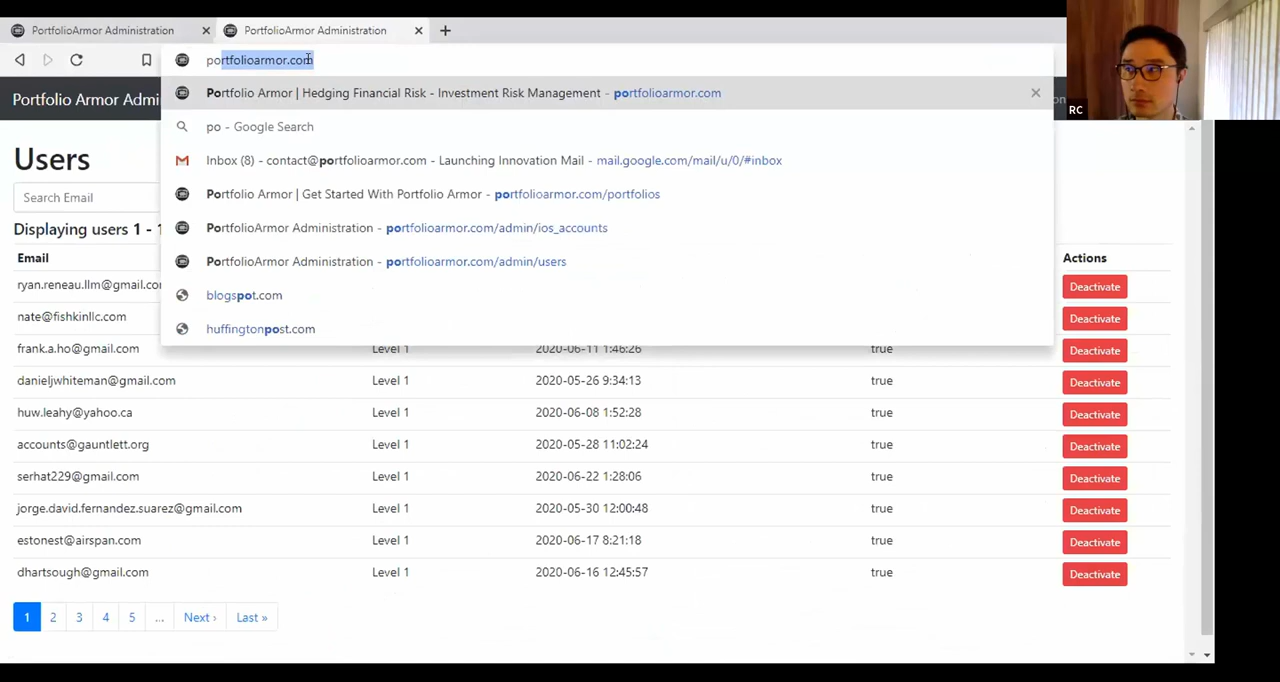 PortfolioArmor Administration
PortfolioArmor Administration
portfolioarmor.com
Portfolio Armor Admi
Portfolio Armor | Hedging Financial Risk - Investment Risk Management - portfolioarmor.com
po - Google Search
Inbox (8) - contact@portfolioarmor.com - Launching Innovation Mail - mail.google.com/mail/u/0/#inbox
Portfolio Armor | Get Started With Portfolio Armor - portfolioarmor.com/portfolios
PortfolioArmor Administration - portfolioarmor.com/admin/ios_accounts
PortfolioArmor Administration - portfolioarmor.com/admin/users
blogspot.com
huffingtonpost.com
RC
Users
Search Email
Displaying users 1 -
Email Actions
ryan.reneau.llm@gmail.co Deactivate
nate@fishkinllc.com Deactivate
frank.a.ho@gmail.com Level 1 2020-06-11 1:46:26 true Deactivate
danieljwhiteman@gmail.com Level 1 2020-05-26 9:34:13 true Deactivate
huw.leahy@yahoo.ca Level 1 2020-06-08 1:52:28 true Deactivate
accounts@gauntlett.org Level 1 2020-05-28 11:02:24 true Deactivate
serhat229@gmail.com Level 1 2020-06-22 1:28:06 true Deactivate
jorge.david.fernandez.suarez@gmail.com Level 1 2020-05-30 12:00:48 true Deactivate
estonest@airspan.com Level 1 2020-06-17 8:21:18 true Deactivate
dhartsough@gmail.com Level 1 2020-06-16 12:45:57 true Deactivate
1 2 3 4 5 ... Next › Last »